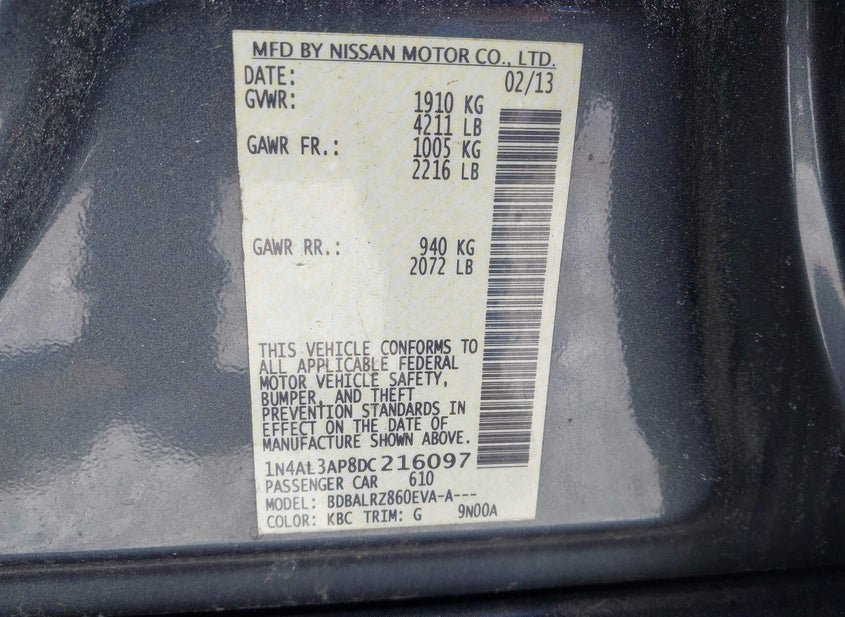 MFD BY NISSAN MOTOR CO., LTD.
DATE: 02/13
GVWR: 1910 KG
4211 LB
GAWR FR.: 1005 KG
2216 LB
GAWR RR.: 940 KG
2072 LB
THIS VEHICLE CONFORMS TO
ALL APPLICABLE FEDERAL
MOTOR VEHICLE SAFETY,
BUMPER, AND THEFT
PREVENTION STANDARDS IN
EFFECT ON THE DATE OF
MANUFACTURE SHOWN ABOVE.
1N4AL3AP8DC216097
PASSENGER CAR 610
MODEL: BDBALRZ860EVA-A---
COLOR: KBC TRIM: G 9N00A